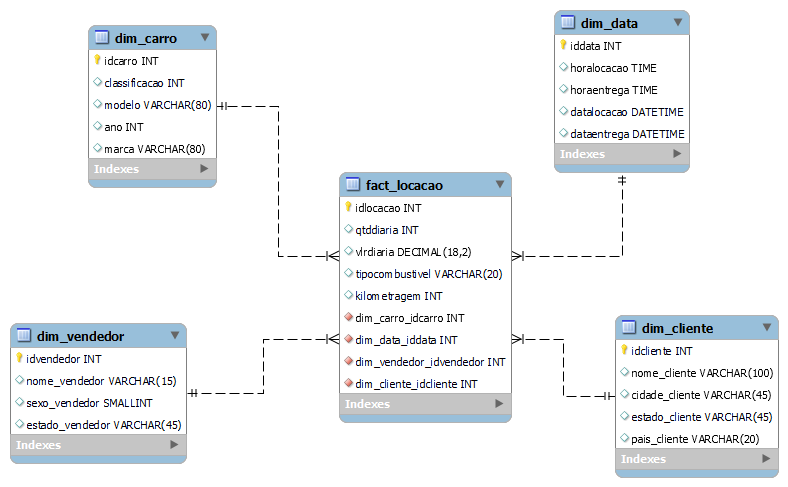 dim_carro
idcarro INT
classificacao INT
modelo VARCHAR(80)
ano INT
marca VARCHAR(80)
Indexes
dim_data
iddata INT
horalocacao TIME
horaentrega TIME
datalocacao DATETIME
dataentrega DATETIME
Indexes
fact_locacao
idlocacao INT
qtddiaria INT
vlrdiaria DECIMAL(18,2)
tipocombustivel VARCHAR(20)
kilometragem INT
dim_carro_idcarro INT
dim_data_iddata INT
dim_vendedor_idvendedor INT
dim_cliente_idcliente INT
Indexes
dim_vendedor
idvendedor INT
nome_vendedor VARCHAR(15)
sexo_vendedor SMALLINT
estado_vendedor VARCHAR(45)
Indexes
dim_cliente
idcliente INT
nome_cliente VARCHAR(100)
cidade_cliente VARCHAR(45)
estado_cliente VARCHAR(45)
pais_cliente VARCHAR(20)
Indexes